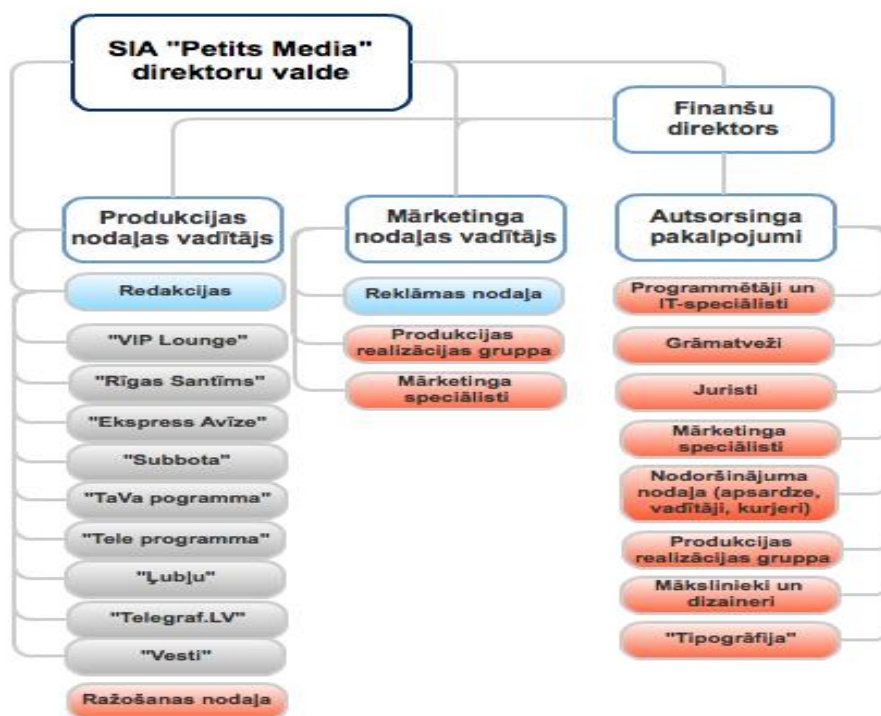 SIA "Petits Media"
direktoru valde
Finanšu
direktors
Produkcijas
nodaļas vadītājs
Redakcijas
"VIP Lounge"
"Rīgas Santīms"
"Ekspress Avīze"
"Subbota"
"TaVa pogramma"
"Tele programma"
"Ļubļu"
"Telegraf.LV"
"Vesti"
Ražošanas nodaļa
Mārketinga
nodaļas vadītājs
Reklāmas nodaļa
Produkcijas
realizācijas gruppa
Mārketinga
speciālisti
Autsorsinga
pakalpojumi
Programmētāji un
IT-speciālisti
Grāmatveži
Juristi
Mārketinga
speciālisti
Nodoršinājuma
nodaļa (apsardze,
vadītāji, kurjeri)
Produkcijas
realizācijas gruppa
Mākslinieki un
dizaineri
"Tipogrāfija"